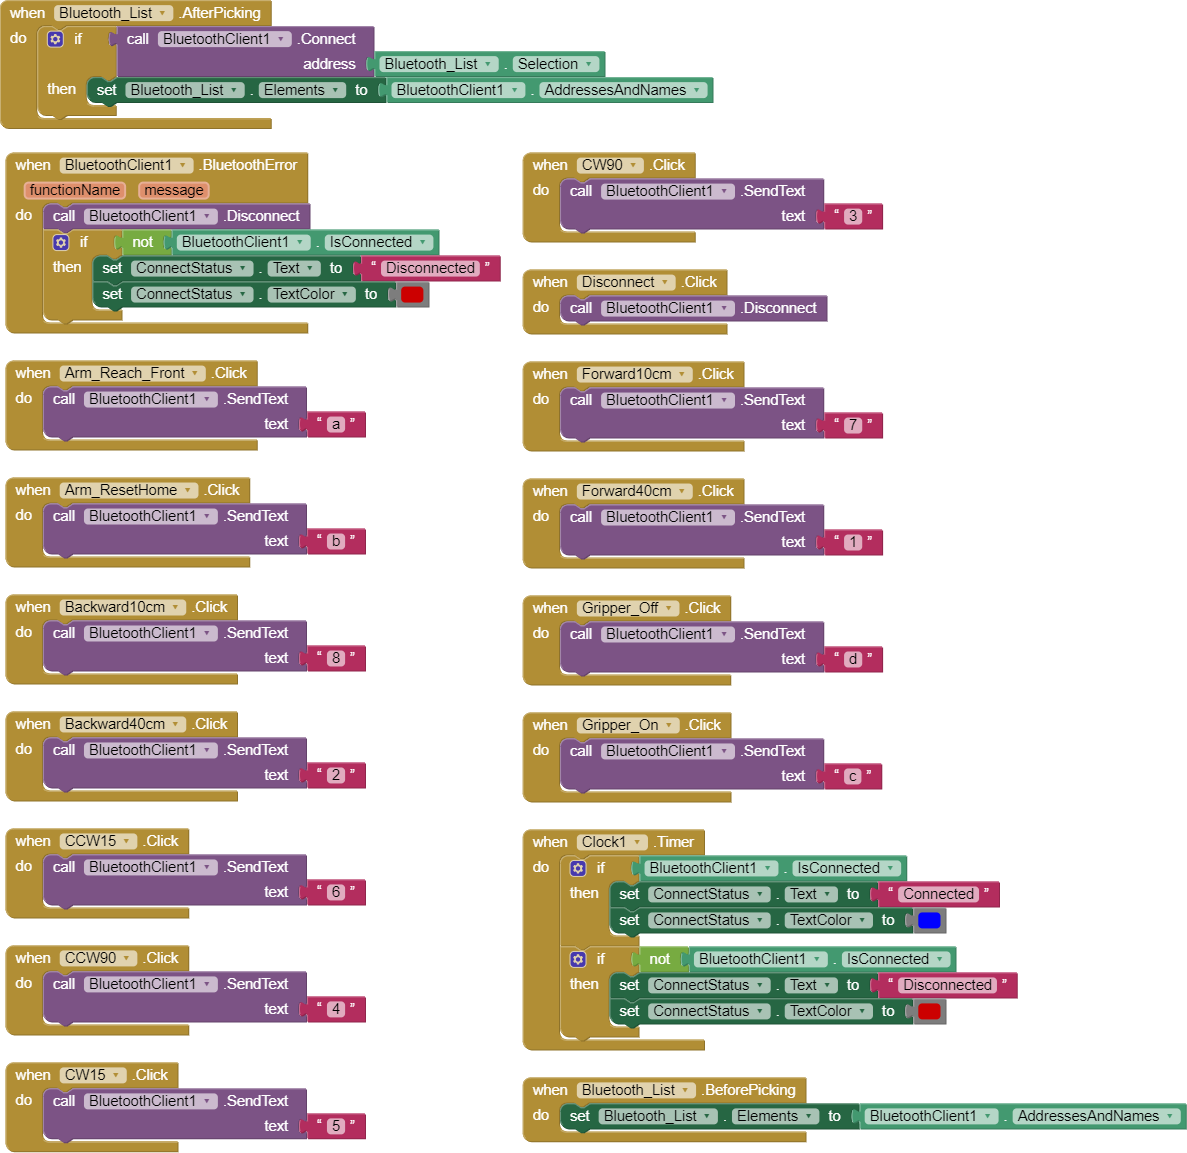 when Bluetooth_List .AfterPicking
do if call BluetoothClient1 .Connect
address Bluetooth_List . Selection
then set Bluetooth_List . Elements to BluetoothClient1 . AddressesAndNames
when BluetoothClient1 .BluetoothError
functionName message
do call BluetoothClient1 .Disconnect
if not BluetoothClient1 . IsConnected
then set ConnectStatus . Text to " Disconnected "
set ConnectStatus . TextColor to
when Arm_Reach_Front .Click
do call BluetoothClient1 .SendText
text " a "
when Arm_ResetHome .Click
do call BluetoothClient1 .SendText
text " b "
when Backward10cm .Click
do call BluetoothClient1 .SendText
text " 8 "
when Backward40cm .Click
do call BluetoothClient1 .SendText
text " 2 "
when CCW15 .Click
do call BluetoothClient1 .SendText
text " 6 "
when CCW90 .Click
do call BluetoothClient1 .SendText
text " 4 "
when CW15 .Click
do call BluetoothClient1 .SendText
text " 5 "
when CW90 .Click
do call BluetoothClient1 .SendText
text " 3 "
when Disconnect .Click
do call BluetoothClient1 .Disconnect
when Forward10cm .Click
do call BluetoothClient1 .SendText
text " 7 "
when Forward40cm .Click
do call BluetoothClient1 .SendText
text " 1 "
when Gripper_Off .Click
do call BluetoothClient1 .SendText
text " d "
when Gripper_On .Click
do call BluetoothClient1 .SendText
text " c "
when Clock1 .Timer
do if BluetoothClient1 . IsConnected
then set ConnectStatus . Text to " Connected "
set ConnectStatus . TextColor to
if not BluetoothClient1 . IsConnected
then set ConnectStatus . Text to " Disconnected "
set ConnectStatus . TextColor to
when Bluetooth_List .BeforePicking
do set Bluetooth_List . Elements to BluetoothClient1 . AddressesAndNames